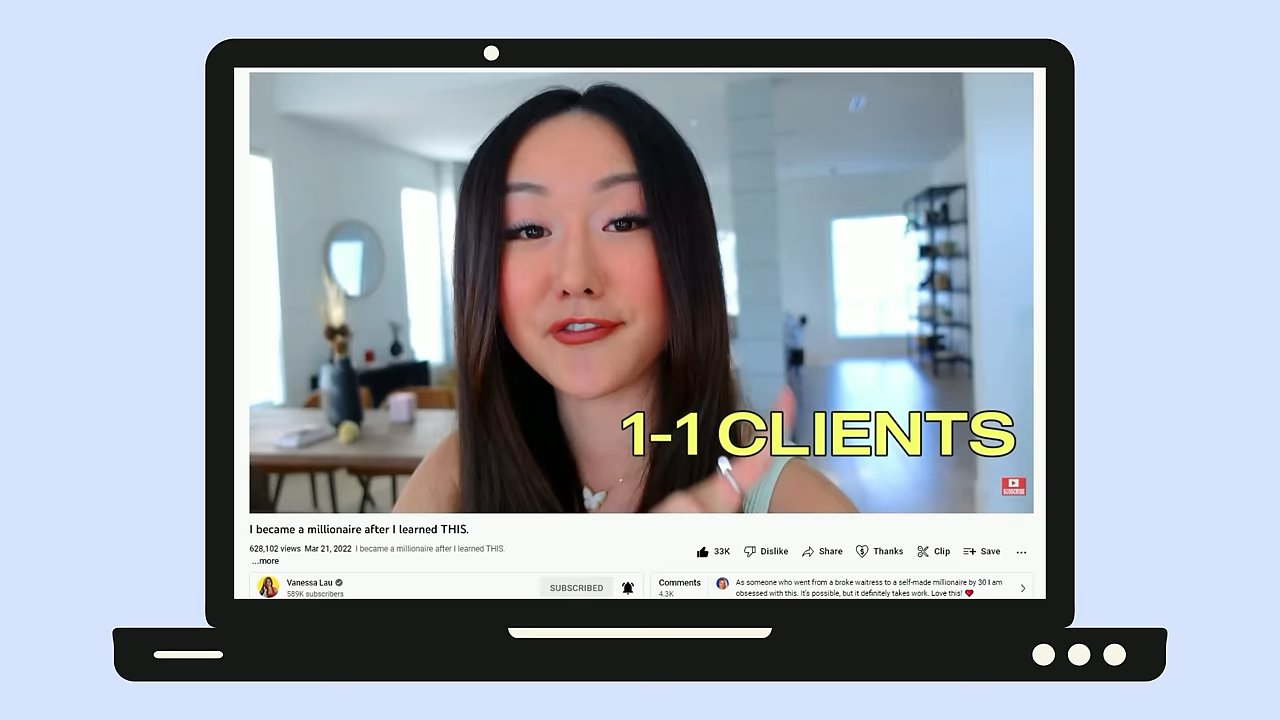 1-1 CLIENTS
SUBSCRIBE
I became a millionaire after I learned THIS.
628,102 views Mar 21, 2022 I became a millionaire after I learned THIS.
...more
33K Dislike Share Thanks Clip Save ...
Vanessa Lau
589K subscribers
SUBSCRIBED
Comments
4.3K
As someone who went from a broke waitress to a self-made millionaire by 30 I am
obsessed with this. It's possible, but it definitely takes work. Love this! ❤️